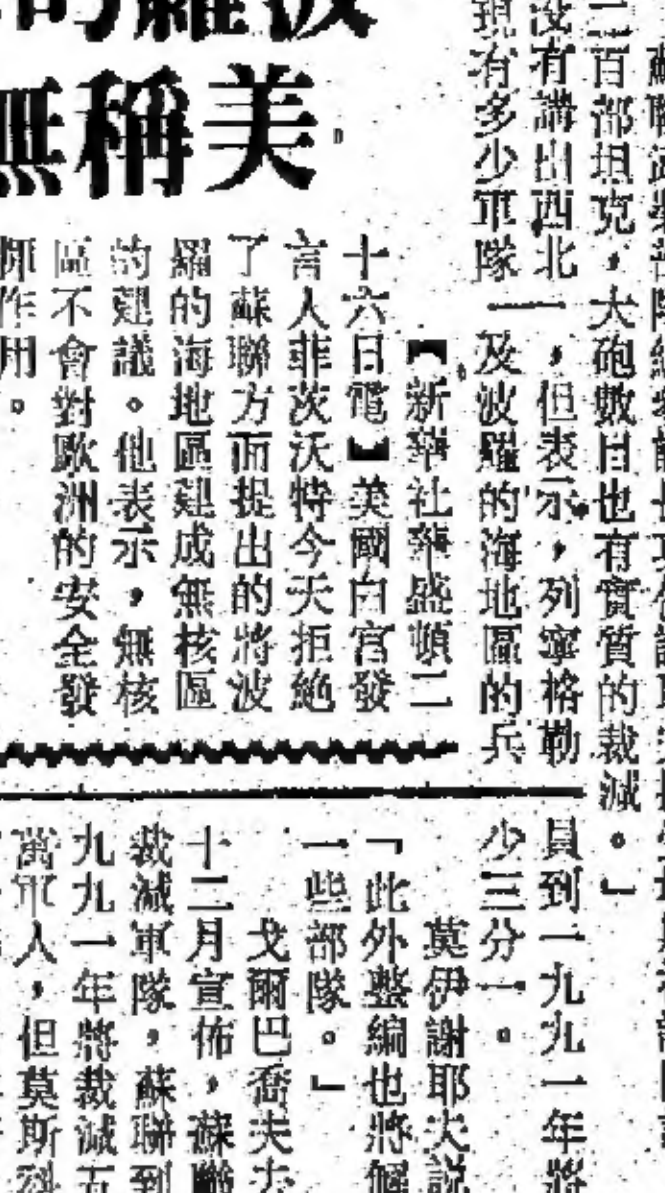 二百部坦克，大砲數目也有實質的裁減。」
沒有講出西北一，但表示，列寧格勒
現有多少軍隊一及波羅的海地區的兵
員到一九九一年將
少三分一。
莫伊謝耶夫說
「此外整編也將
一些部隊。」
戈爾巴喬夫
十二月宣佈，蘇聯
裁減軍隊，蘇聯到
九九一年將裁減五
萬軍人，但莫斯科
的羅波
無稱美
【新華社華盛頓二
十六日電】美國白宮發
言人菲茨沃特今天拒絕
了蘇聯方面提出的將波
羅的海地區建成無核區
的建議。他表示，無核
區不會對歐洲的安全發
揮作用。